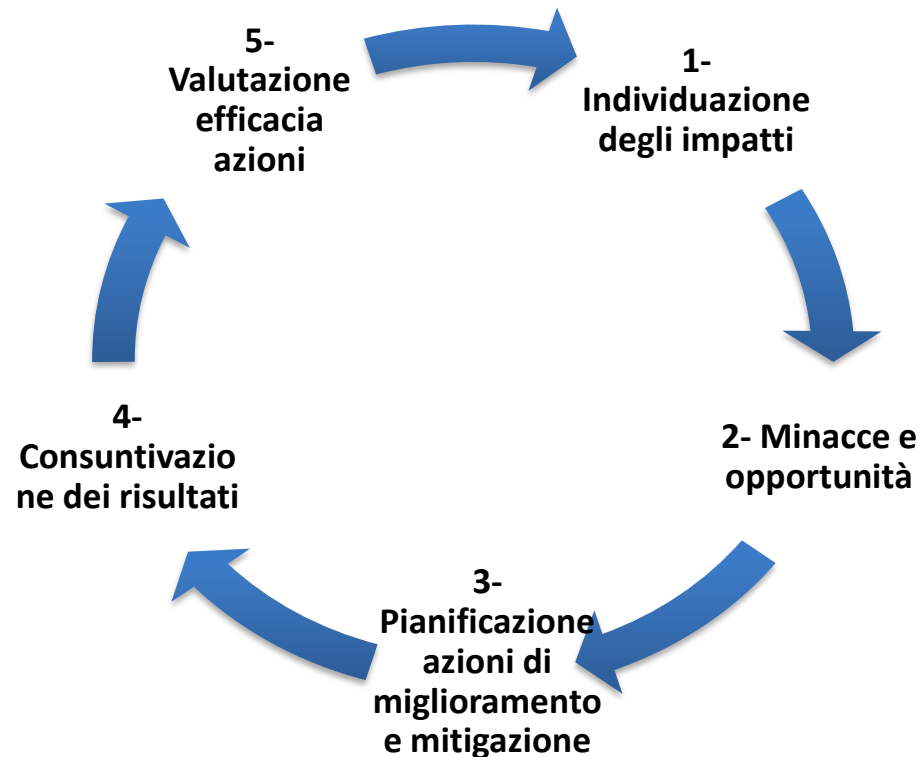 1-
Individuazione
degli impatti
2- Minacce e
opportunità
3-
Pianificazione
azioni di
miglioramento
e mitigazione
4-
Consuntivazio
ne dei risultati
5-
Valutazione
efficacia
azioni